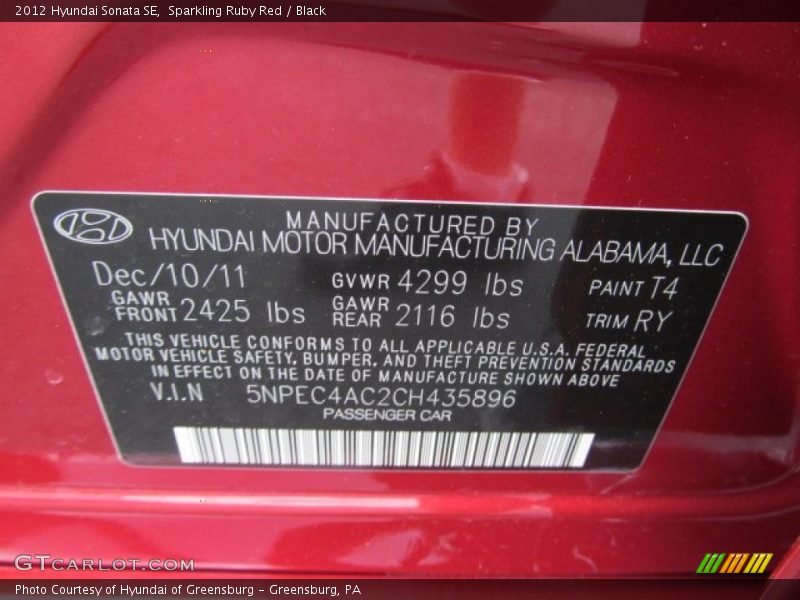 2012 Hyundai Sonata SE,  Sparkling Ruby Red / Black
MANUFACTURED BY
HYUNDAI MOTOR MANUFACTURING ALABAMA, LLC
Dec/10/11 GVWR 4299 lbs PAINT T4
GAWR FRONT 2425 lbs GAWR REAR 2116 lbs TRIM RY
THIS VEHICLE CONFORMS TO ALL APPLICABLE U.S.A. FEDERAL
MOTOR VEHICLE SAFETY, BUMPER, AND THEFT PREVENTION STANDARDS
IN EFFECT ON THE DATE OF MANUFACTURE SHOWN ABOVE
V.I.N 5NPEC4AC2CH435896
PASSENGER CAR
GTCARLOT.COM
Photo Courtesy of Hyundai of Greensburg - Greensburg, PA